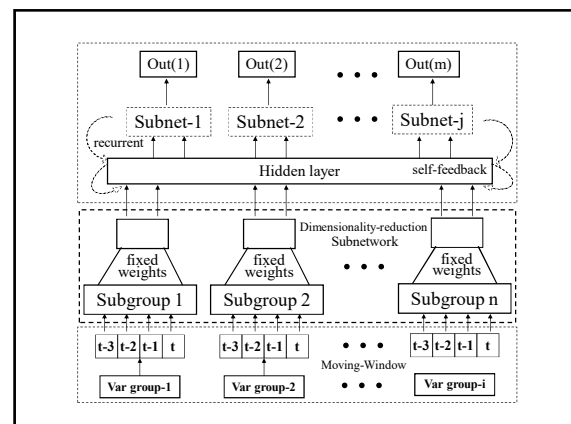 Out(1) Out(2) Out(m)
Subnet-1 Subnet-2 Subnet-j
recurrent
Hidden layer self-feedback
Dimensionality-reduction
Subnetwork
fixed weights
fixed weights
fixed weights
Subgroup 1 Subgroup 2 Subgroup n
t-3 t-2 t-1 t t-3 t-2 t-1 t t-3 t-2 t-1 t
Moving-Window
Var group-1 Var group-2 Var group-i